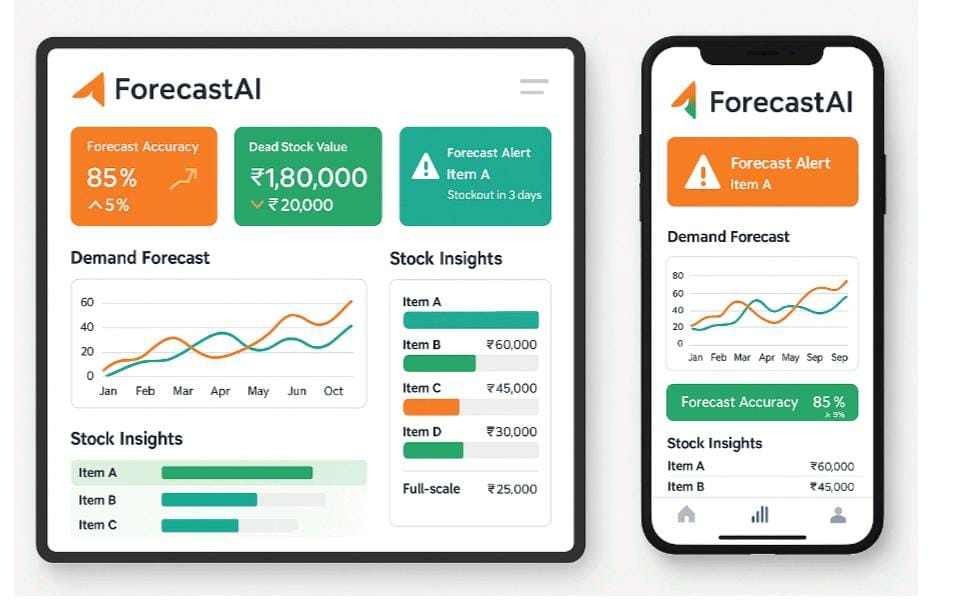 ForecastAI
Forecast Accuracy
85%
5%
Dead Stock Value
₹1,80,000
₹20,000
Forecast Alert
Item A
Stockout in 3 days
Demand Forecast
60
40
20
0
Jan Feb Mar Apr May Jun Oct
Stock Insights
Item A
Item B
Item C
Stock Insights
Item A
Item B ₹60,000
Item C ₹45,000
Item D ₹30,000
Full-scale ₹25,000
ForecastAI
Forecast Alert
Item A
Demand Forecast
80
60
40
20
0
Jan Feb Mar Apr May Sep Sep
Forecast Accuracy 85%
Stock Insights
Item A ₹60,000
Item B ₹45,000